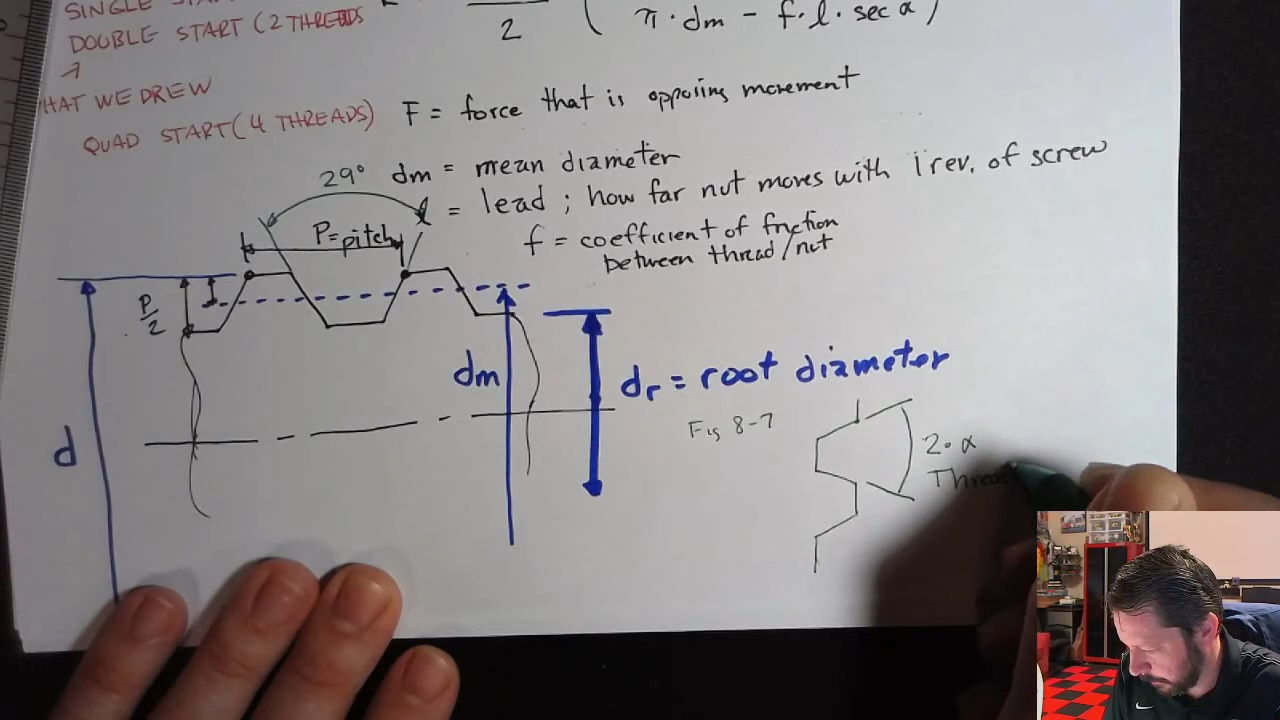 SINGLE
DOUBLE START (2 THREADS
WHAT WE DREW
QUAD START (4 THREADS)
2 ( π · dm − f · l · sec α )
F = force that is opposing movement
dm = mean diameter
l = lead ; how far nut moves with 1 rev. of screw
f = coefficient of friction
between thread/nut
29°
P=pitch
P/2
d
dm
dr = root diameter
Fig 8-7
2·α